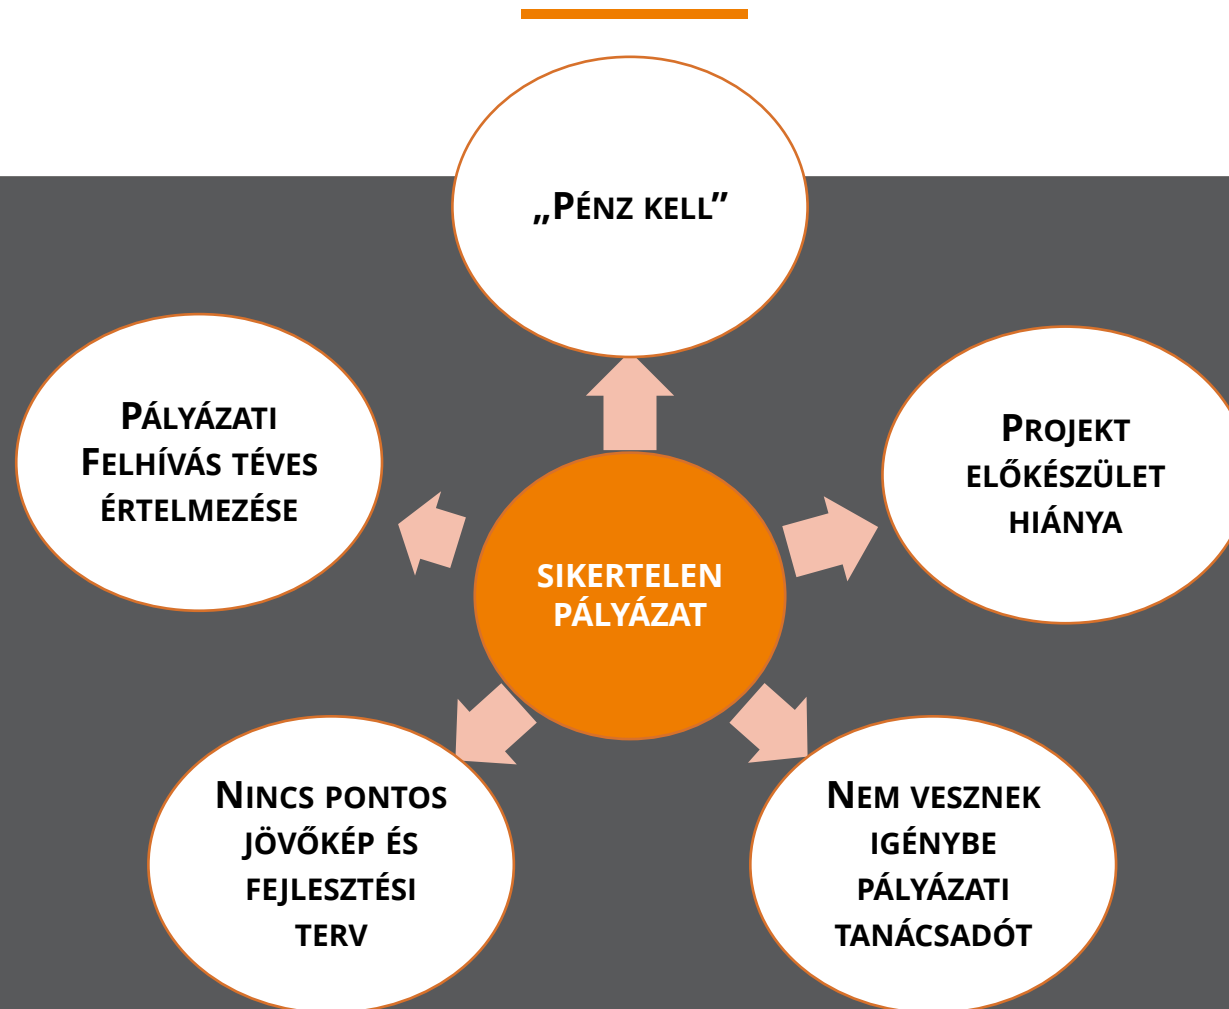 „Pénz kell”
Pályázati
Felhívás téves
értelmezése
Projekt
előkészület
hiánya
SIKERTELEN
PÁLYÁZAT
Nincs pontos
jövőkép és
fejlesztési
terv
Nem vesznek
igénybe
pályázati
tanácsadót